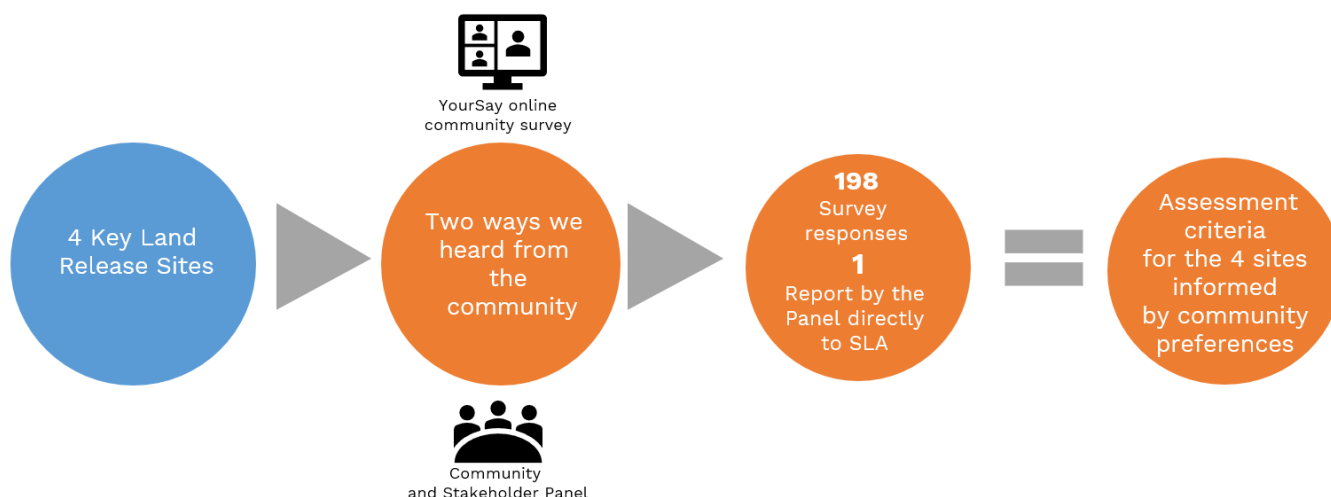 YourSay online
community survey
4 Key Land
Release Sites
Two ways we
heard from
the
community
198
Survey
responses
1
Report by the
Panel directly
to SLA
Assessment
criteria
for the 4 sites
informed
by community
preferences
Community
and Stakeholder Panel